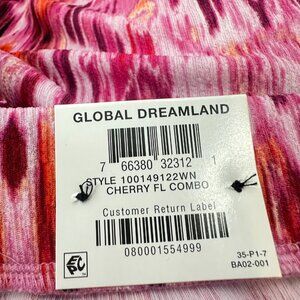 GLOBAL DREAMLAND
7 66380 32312 1
STYLE 100149122WN
CHERRY FL COMBO
Customer Return Label
080001554999
35-P1-7
BA02-001